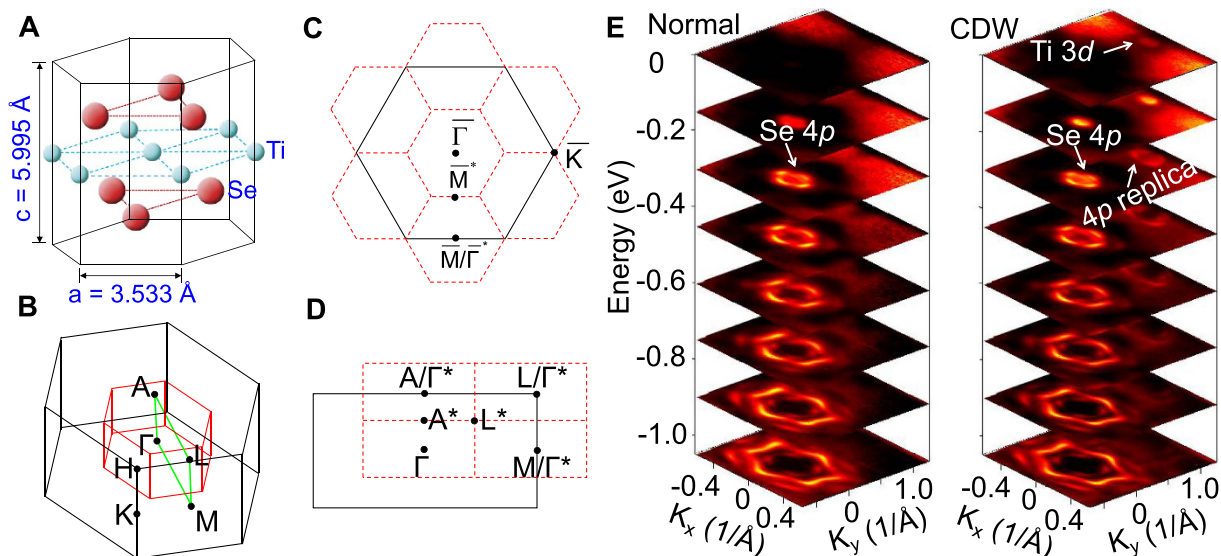 A
c = 5.995 Å
Ti
Se
a = 3.533 Å
B
A
Γ
H
L
K
M
C
Γ̅
M̅*
K̅
M̅/Γ̅*
D
A/Γ*
L/Γ*
A*
L*
Γ
M/Γ*
E
Normal
CDW
Energy (eV)
0
-0.2
-0.4
-0.6
-0.8
-1.0
Se 4p
Ti 3d
Se 4p
4p replica
-0.4
0
0.4
Kx (1/Å)
0
1.0
Ky (1/Å)
-0.4
0
0.4
Kx (1/Å)
0
1.0
Ky (1/Å)